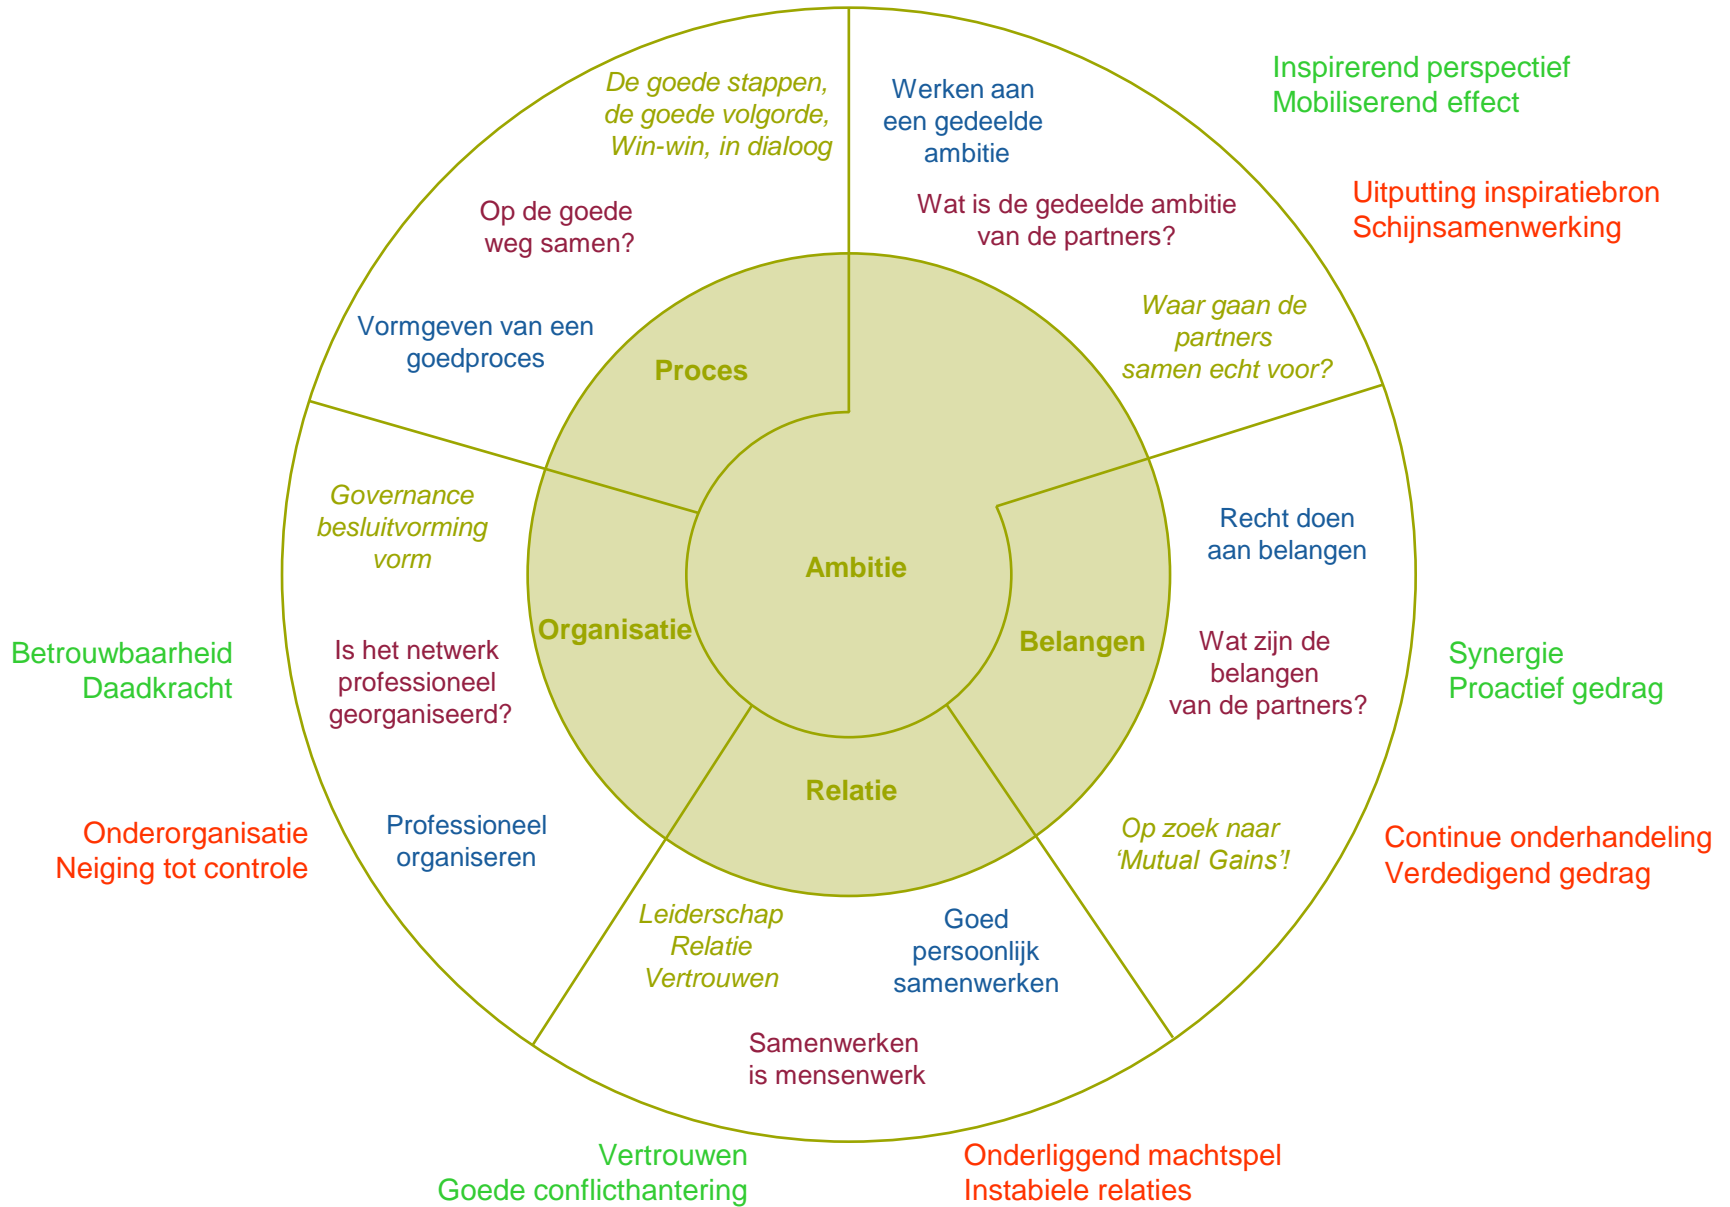 De goede stappen,
de goede volgorde,
Win-win, in dialoog
Op de goede
weg samen?
Vormgeven van een
goedproces
Proces
Werken aan
een gedeelde
ambitie
Wat is de gedeelde ambitie
van de partners?
Waar gaan de
partners
samen echt voor?
Inspirerend perspectief
Mobiliserend effect
Uitputting inspiratiebron
Schijnsamenwerking
Ambitie
Recht doen
aan belangen
Belangen
Wat zijn de
belangen
van de partners?
Op zoek naar
‘Mutual Gains’!
Synergie
Proactief gedrag
Continue onderhandeling
Verdedigend gedrag
Relatie
Leiderschap
Relatie
Vertrouwen
Goed
persoonlijk
samenwerken
Samenwerken
is mensenwerk
Vertrouwen
Goede conflicthantering
Onderliggend machtspel
Instabiele relaties
Organisatie
Governance
besluitvorming
vorm
Is het netwerk
professioneel
georganiseerd?
Professioneel
organiseren
Betrouwbaarheid
Daadkracht
Onderorganisatie
Neiging tot controle